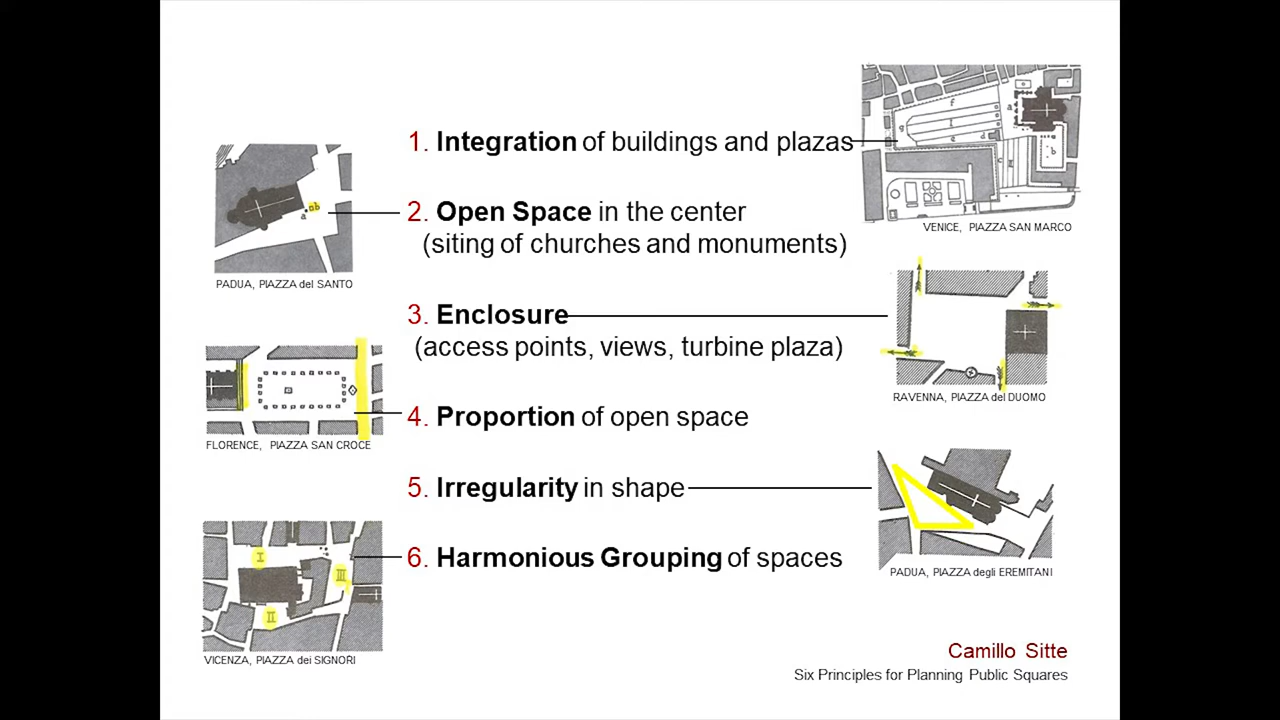 1. Integration of buildings and plazas
VENICE, PIAZZA SAN MARCO
2. Open Space in the center
(siting of churches and monuments)
PADUA, PIAZZA del SANTO
3. Enclosure
(access points, views, turbine plaza)
RAVENNA, PIAZZA del DUOMO
4. Proportion of open space
FLORENCE, PIAZZA SAN CROCE
5. Irregularity in shape
PADUA, PIAZZA degli EREMITANI
6. Harmonious Grouping of spaces
I
III
II
VICENZA, PIAZZA dei SIGNORI
Camillo Sitte
Six Principles for Planning Public Squares